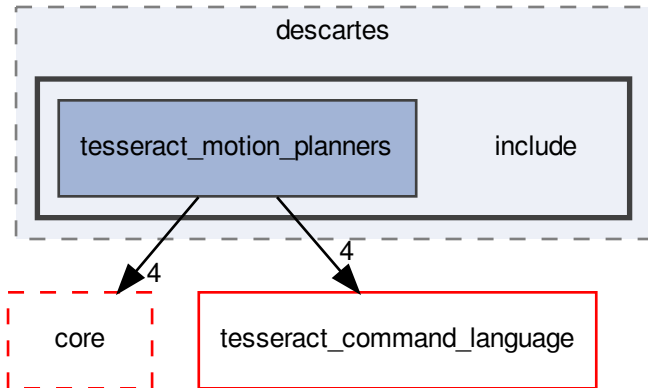 descartes
tesseract_motion_planners
include
4
4
core
tesseract_command_language